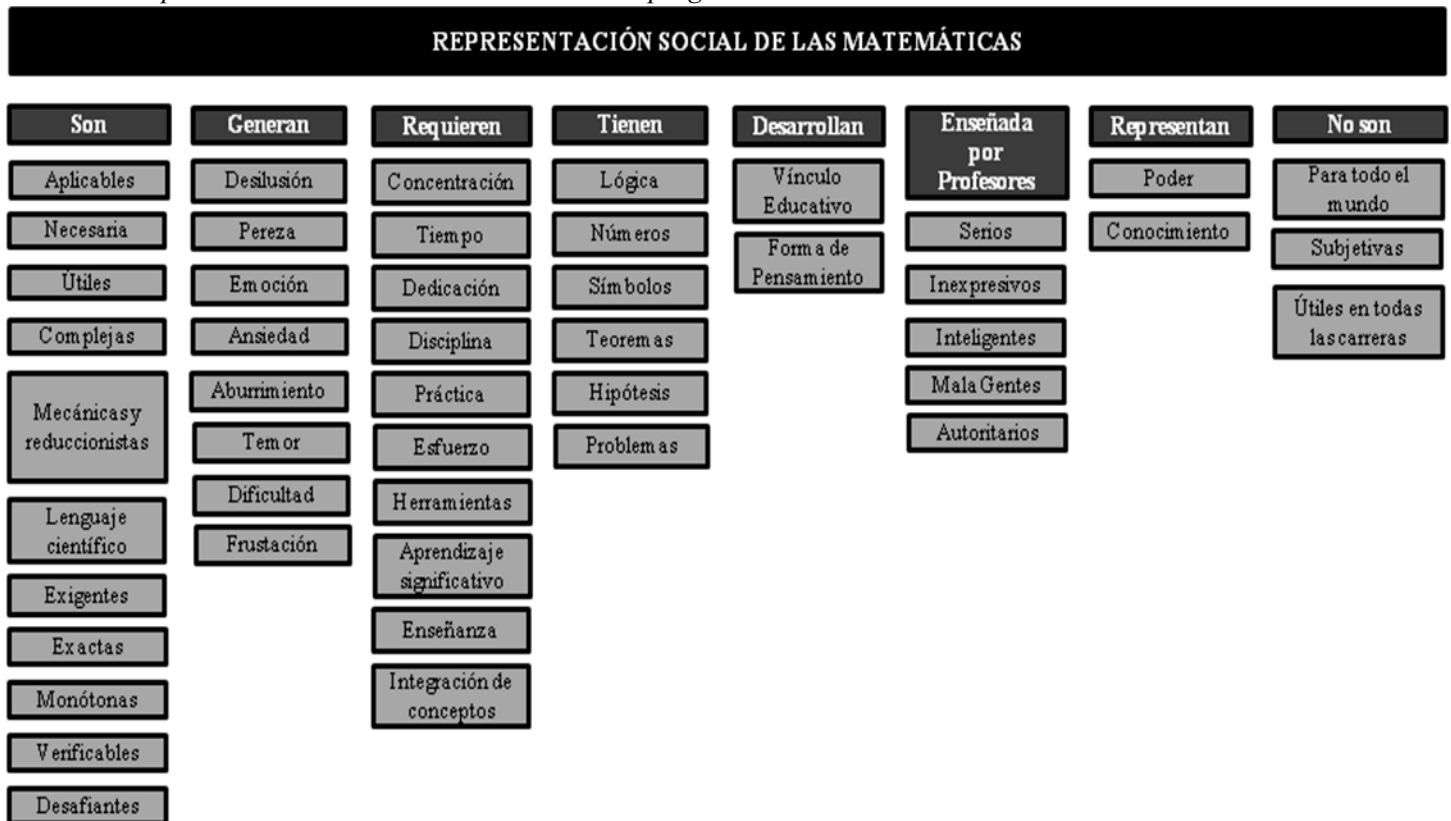 REPRESENTACIÓN SOCIAL DE LAS MATEMÁTICAS
Son
Aplicables
Necesaria
Útiles
Complejas
Mecánicas y
reduccionistas
Lenguaje
científico
Exigentes
Exactas
Monótonas
Verificables
Desafiantes
Generan
Desilusión
Pereza
Emoción
Ansiedad
Aburrimiento
Temor
Dificultad
Frustación
Requieren
Concentración
Tiempo
Dedicación
Disciplina
Práctica
Esfuerzo
Herramientas
Aprendizaje
significativo
Enseñanza
Integración de
conceptos
Tienen
Lógica
Números
Símbolos
Teoremas
Hipótesis
Problemas
Desarrollan
Vínculo
Educativo
Forma de
Pensamiento
Enseñada
por
Profesores
Serios
Inexpresivos
Inteligentes
Mala Gentes
Autoritarios
Representan
Poder
Conocimiento
No son
Para todo el
mundo
Subjetivas
Útiles en todas
las carreras